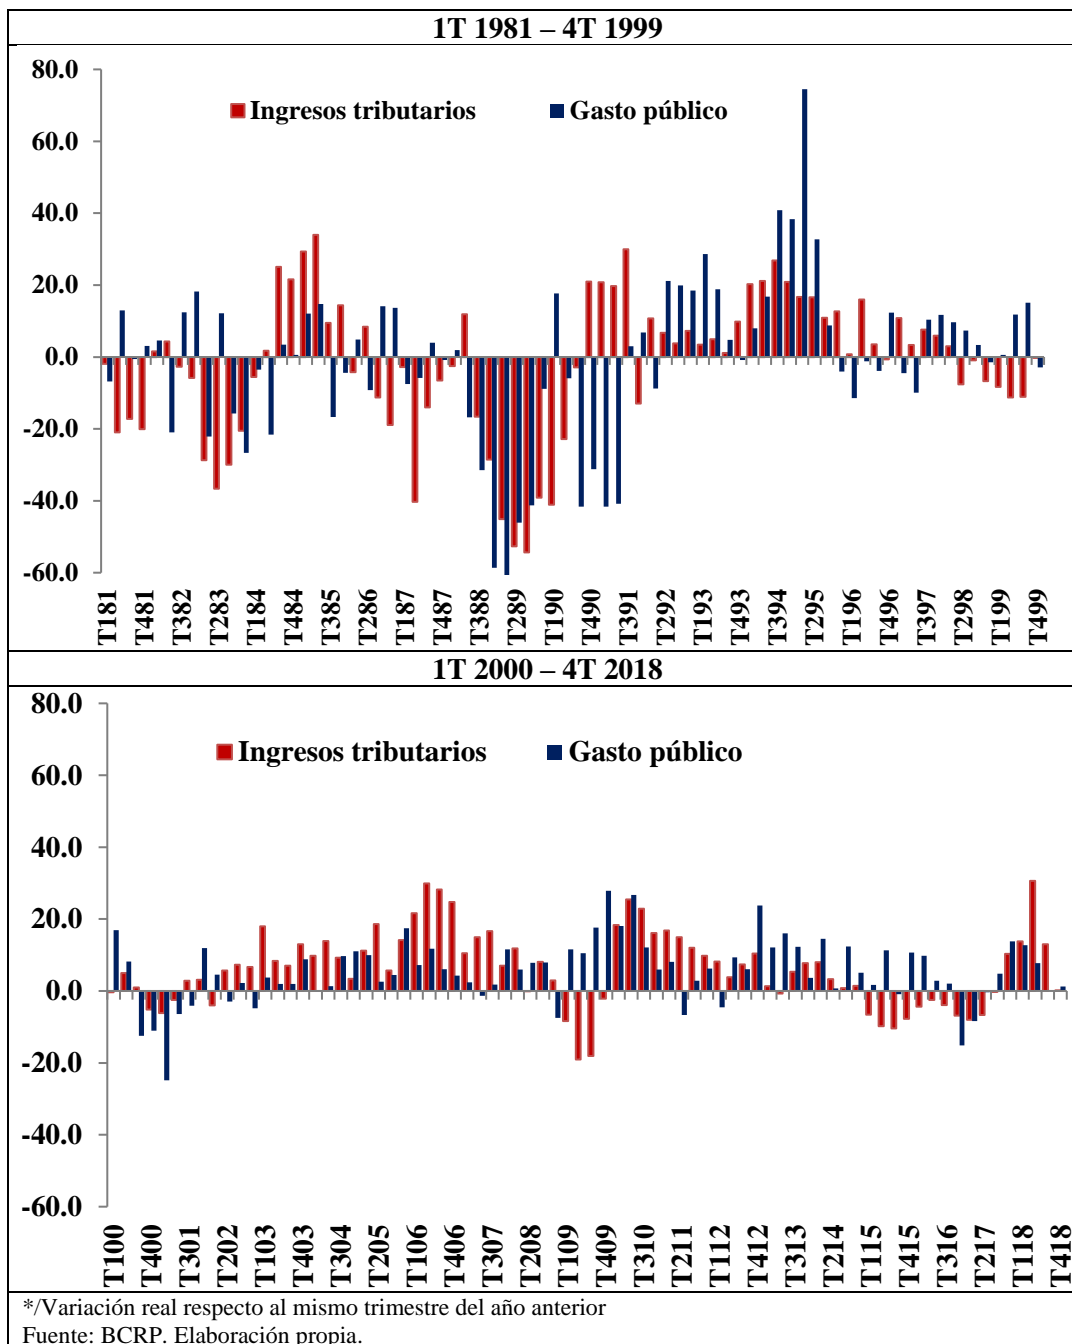 1T 1981 – 4T 1999
80.0
Ingresos tributarios Gasto público
60.0
40.0
20.0
0.0
-20.0
-40.0
-60.0
T181 T481 T382 T283 T184 T484 T385 T286 T187 T487 T388 T289 T190 T490 T391 T292 T193 T493 T394 T295 T196 T496 T397 T298 T199 T499
1T 2000 – 4T 2018
80.0
Ingresos tributarios Gasto público
60.0
40.0
20.0
0.0
-20.0
-40.0
-60.0
T100 T400 T301 T202 T103 T403 T304 T205 T106 T406 T307 T208 T109 T409 T310 T211 T112 T412 T313 T214 T115 T415 T316 T217 T118 T418
*/Variación real respecto al mismo trimestre del año anterior
Fuente: BCRP. Elaboración propia.